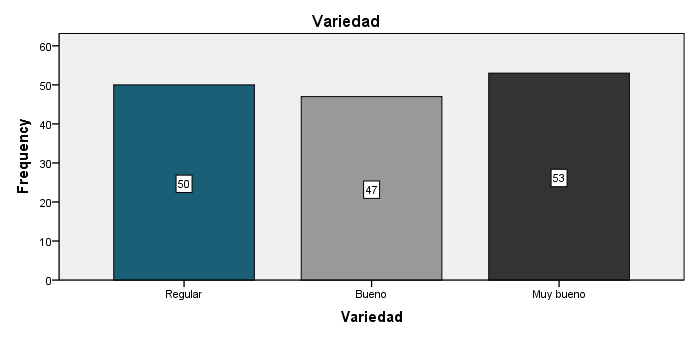 Variedad
60
50
40
30
20
10
0
Frequency
50
47
53
Regular
Bueno
Muy bueno
Variedad